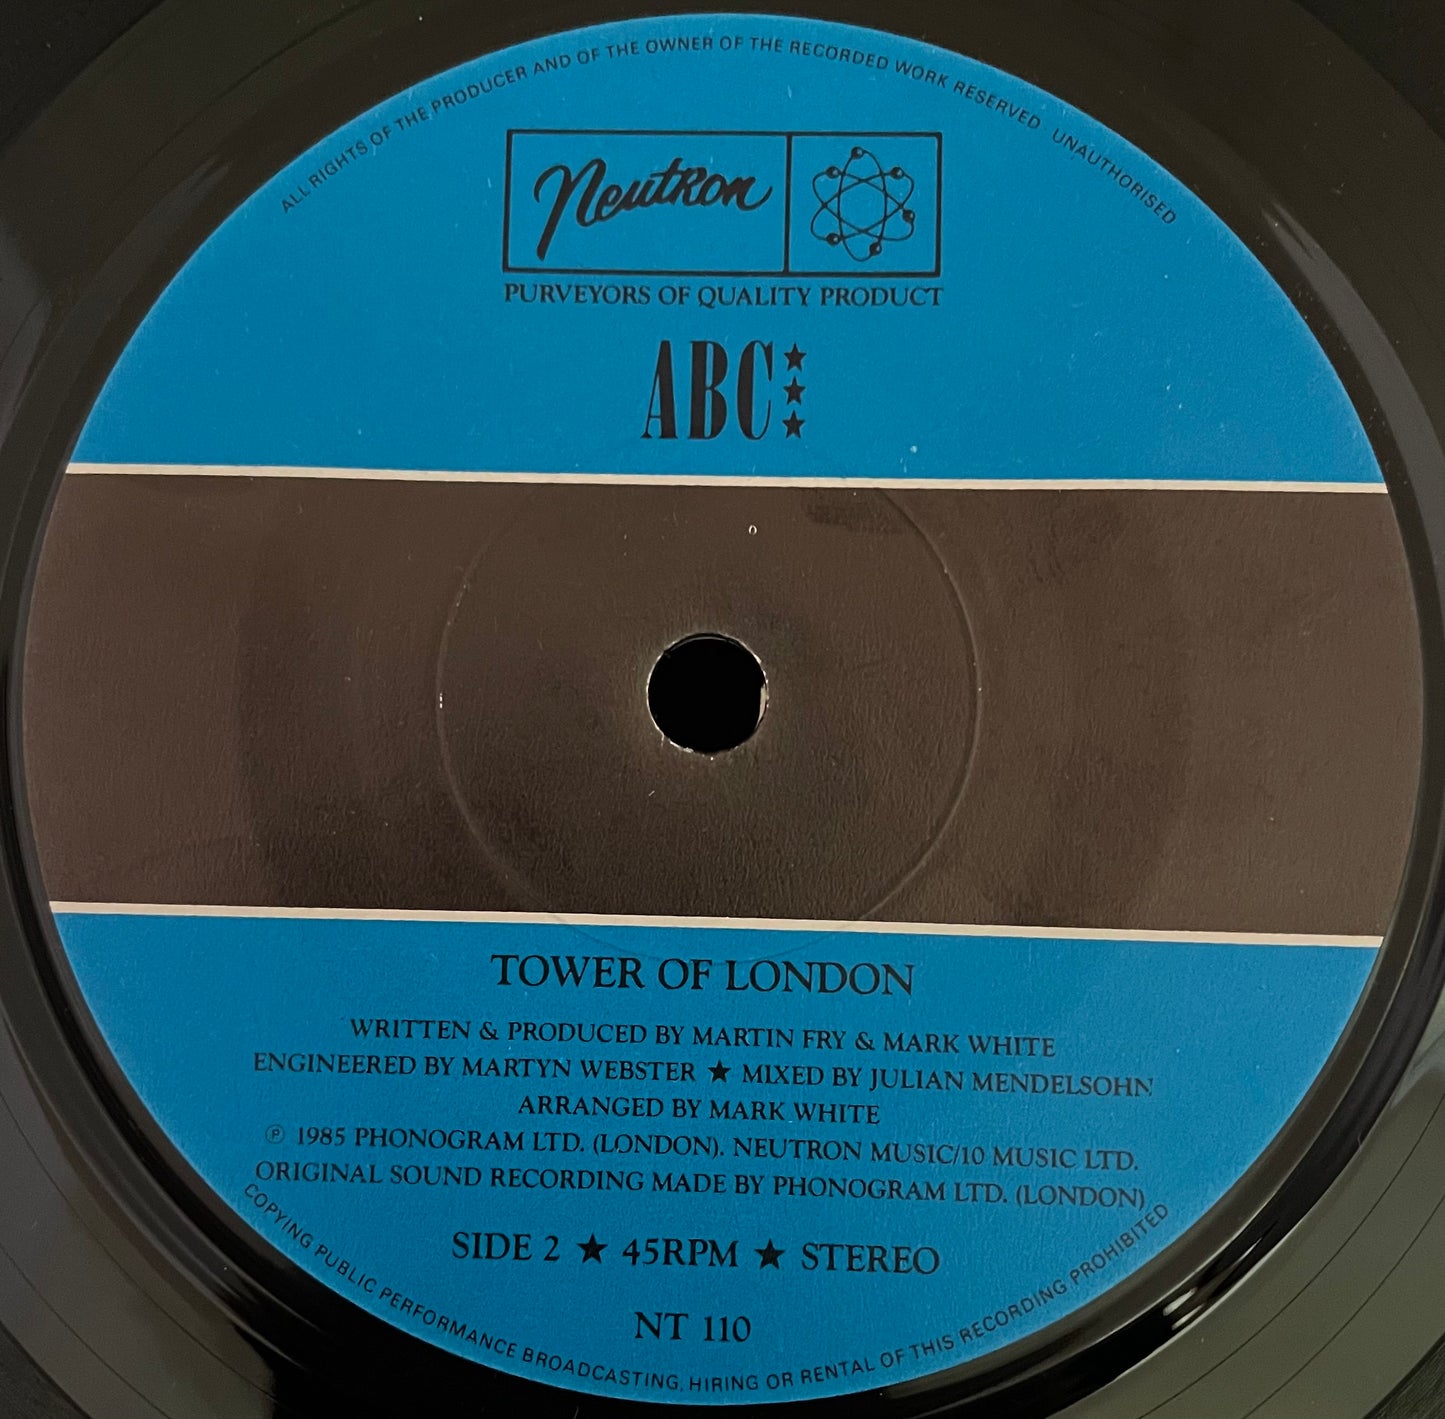 ALL RIGHTS OF THE PRODUCER AND OF THE OWNER OF THE RECORDED WORK RESERVED UNAUTHORISED
Neutron
PURVEYORS OF QUALITY PRODUCT
ABC
TOWER OF LONDON
WRITTEN & PRODUCED BY MARTIN FRY & MARK WHITE
ENGINEERED BY MARTYN WEBSTER ★ MIXED BY JULIAN MENDELSOHN
ARRANGED BY MARK WHITE
℗ 1985 PHONOGRAM LTD. (LONDON). NEUTRON MUSIC/10 MUSIC LTD.
ORIGINAL SOUND RECORDING MADE BY PHONOGRAM LTD. (LONDON)
SIDE 2 ★ 45RPM ★ STEREO
NT 110
COPYING PUBLIC PERFORMANCE BROADCASTING, HIRING OR RENTAL OF THIS RECORDING PROHIBITED